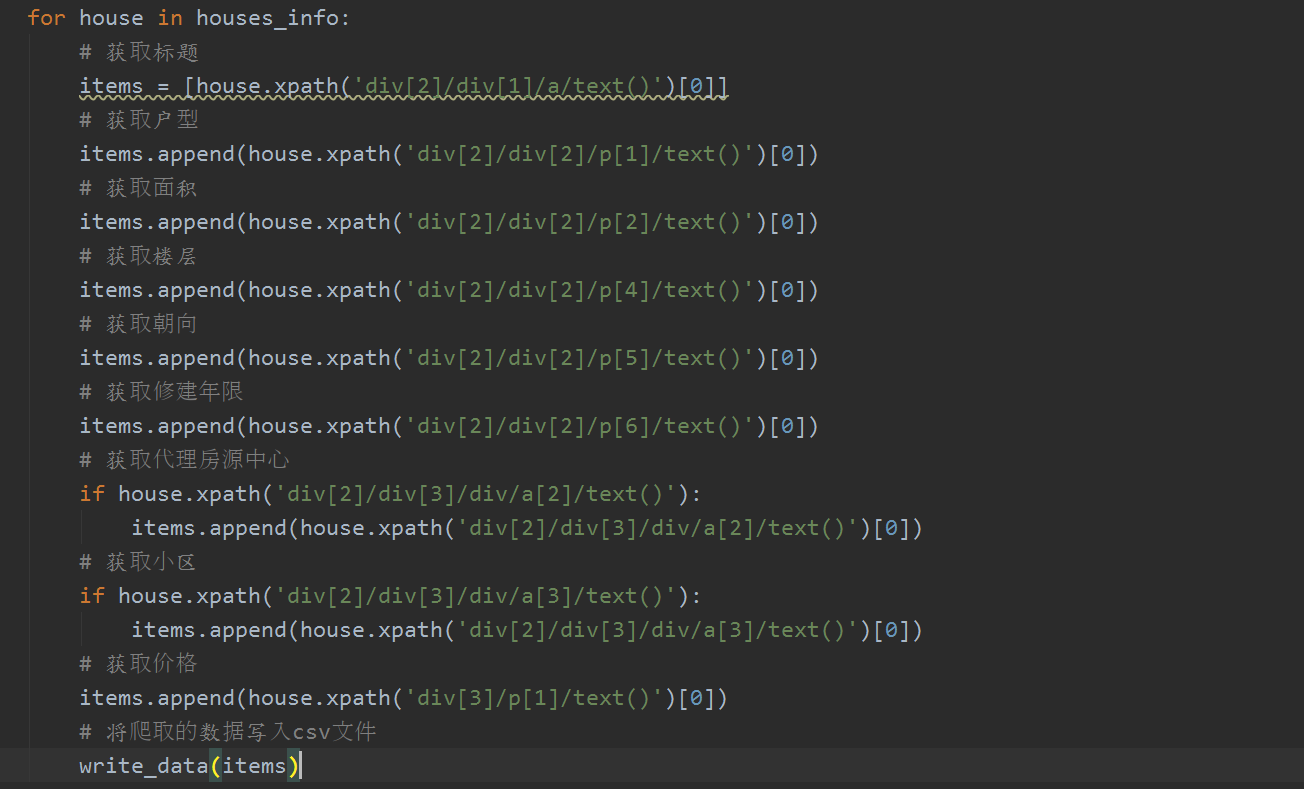 for house in houses_info:
# 获取标题
items = [house.xpath('div[2]/div[1]/a/text()')[0]]
# 获取户型
items.append(house.xpath('div[2]/div[2]/p[1]/text()')[0])
# 获取面积
items.append(house.xpath('div[2]/div[2]/p[2]/text()')[0])
# 获取楼层
items.append(house.xpath('div[2]/div[2]/p[4]/text()')[0])
# 获取朝向
items.append(house.xpath('div[2]/div[2]/p[5]/text()')[0])
# 获取修建年限
items.append(house.xpath('div[2]/div[2]/p[6]/text()')[0])
# 获取代理房源中心
if house.xpath('div[2]/div[3]/div/a[2]/text()'):
items.append(house.xpath('div[2]/div[3]/div/a[2]/text()')[0])
# 获取小区
if house.xpath('div[2]/div[3]/div/a[3]/text()'):
items.append(house.xpath('div[2]/div[3]/div/a[3]/text()')[0])
# 获取价格
items.append(house.xpath('div[3]/p[1]/text()')[0])
# 将爬取的数据写入csv文件
write_data(items)